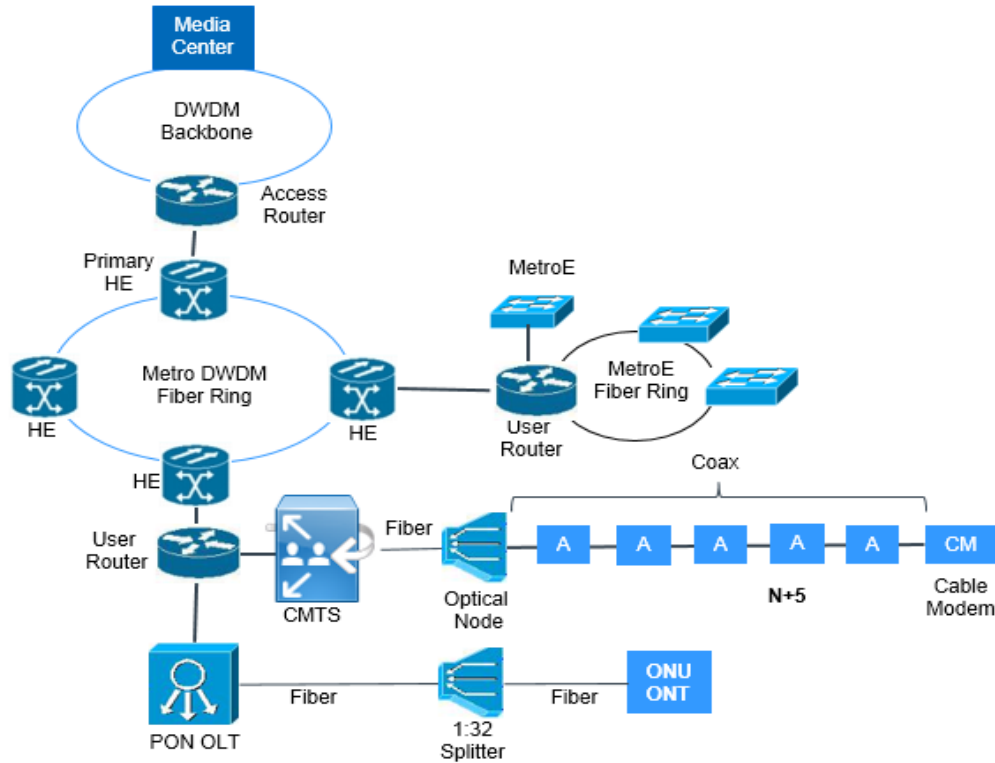 Media
Center
DWDM
Backbone
Access
Router
Primary
HE
MetroE
Metro DWDM
Fiber Ring
MetroE
Fiber Ring
HE
HE
User
Router
HE
Coax
User
Router
Fiber
A
A
A
A
A
CM
CMTS
Optical
Node
N+5
Cable
Modem
Fiber
Fiber
ONU
ONT
PON OLT
1:32
Splitter